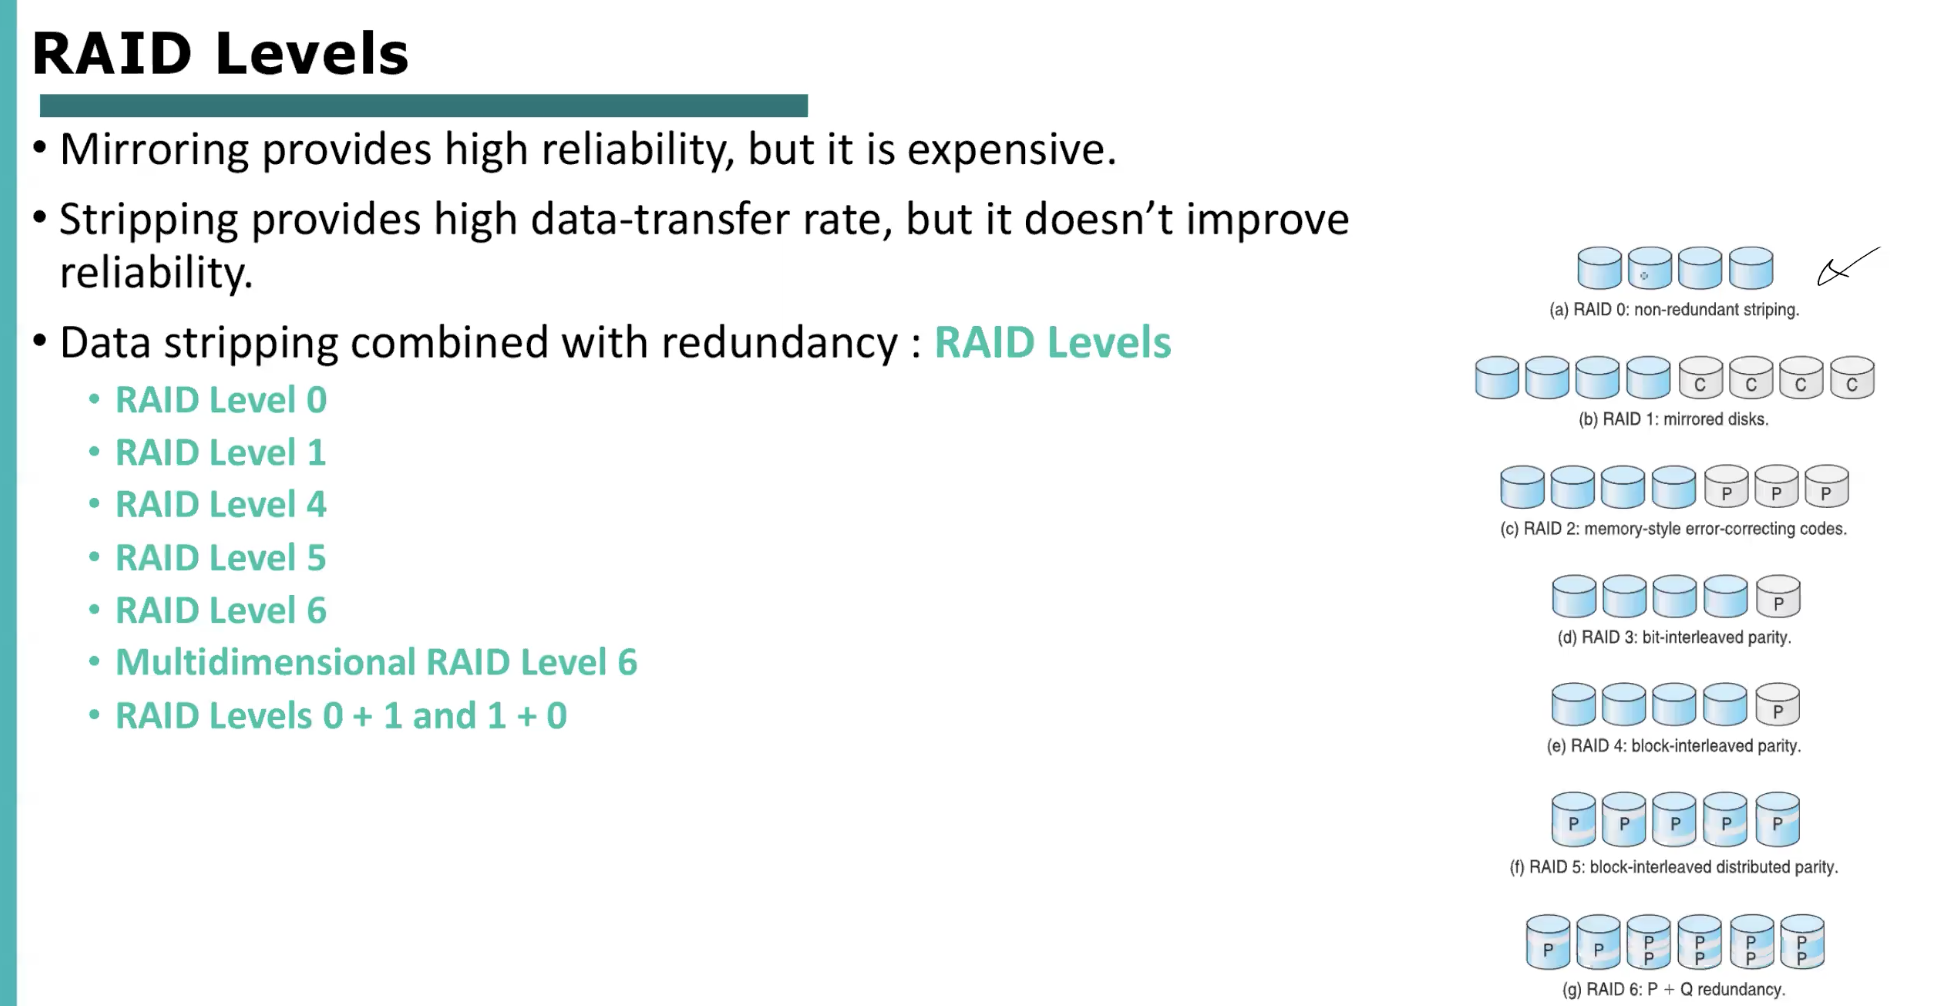 RAID Levels
• Mirroring provides high reliability, but it is expensive.
• Stripping provides high data-transfer rate, but it doesn’t improve
reliability.
• Data stripping combined with redundancy : RAID Levels
• RAID Level 0
• RAID Level 1
• RAID Level 4
• RAID Level 5
• RAID Level 6
• Multidimensional RAID Level 6
• RAID Levels 0 + 1 and 1 + 0
(a) RAID 0: non-redundant striping.
C C C C
(b) RAID 1: mirrored disks.
P P P
(c) RAID 2: memory-style error-correcting codes.
P
(d) RAID 3: bit-interleaved parity.
P
(e) RAID 4: block-interleaved parity.
P P P P P
(f) RAID 5: block-interleaved distributed parity.
P P P P P P
P P P P
(g) RAID 6: P + Q redundancy.